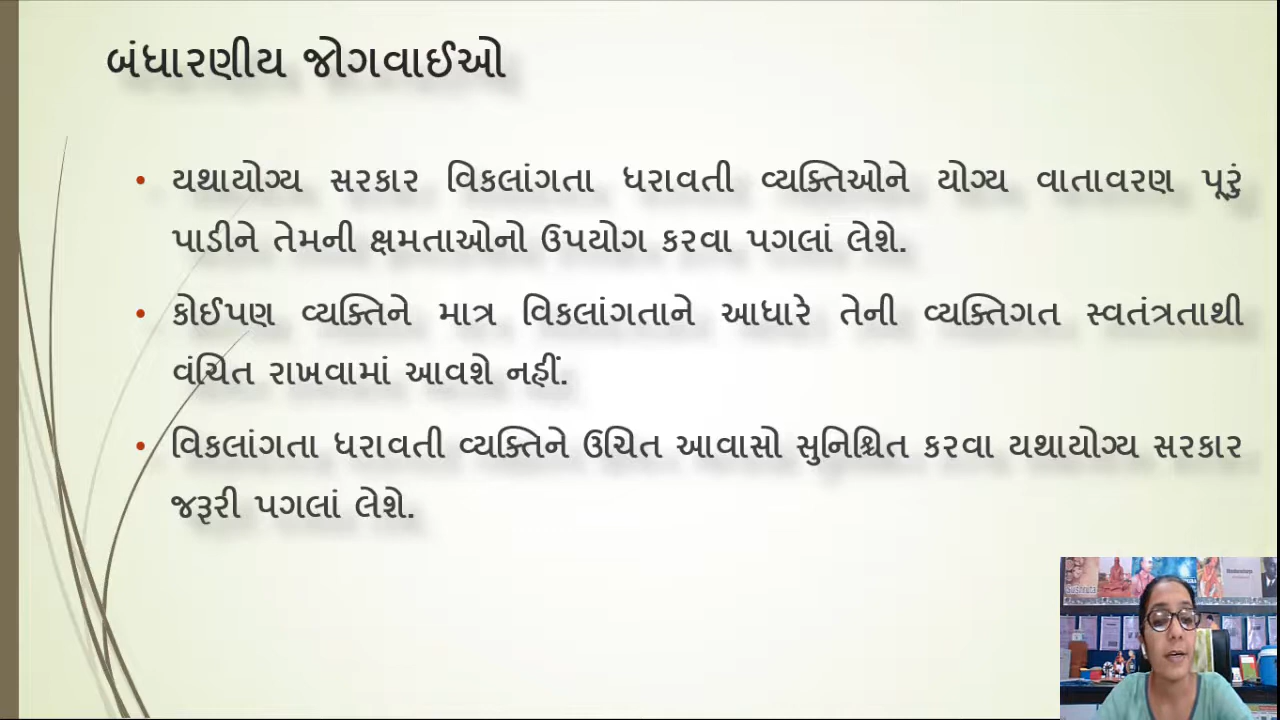 બંધારણીય જોગવાઈઓ
• યથાયોગ્ય સરકાર વિકલાંગતા ધરાવતી વ્યક્તિઓને યોગ્ય વાતાવરણ પૂરું
પાડીને તેમની ક્ષમતાઓનો ઉપયોગ કરવા પગલાં લેશે.
• કોઈપણ વ્યક્તિને માત્ર વિકલાંગતાને આધારે તેની વ્યક્તિગત સ્વતંત્રતાથી
વંચિત રાખવામાં આવશે નહીં.
• વિકલાંગતા ધરાવતી વ્યક્તિને ઉચિત આવાસો સુનિશ્ચિત કરવા યથાયોગ્ય સરકાર
જરૂરી પગલાં લેશે.